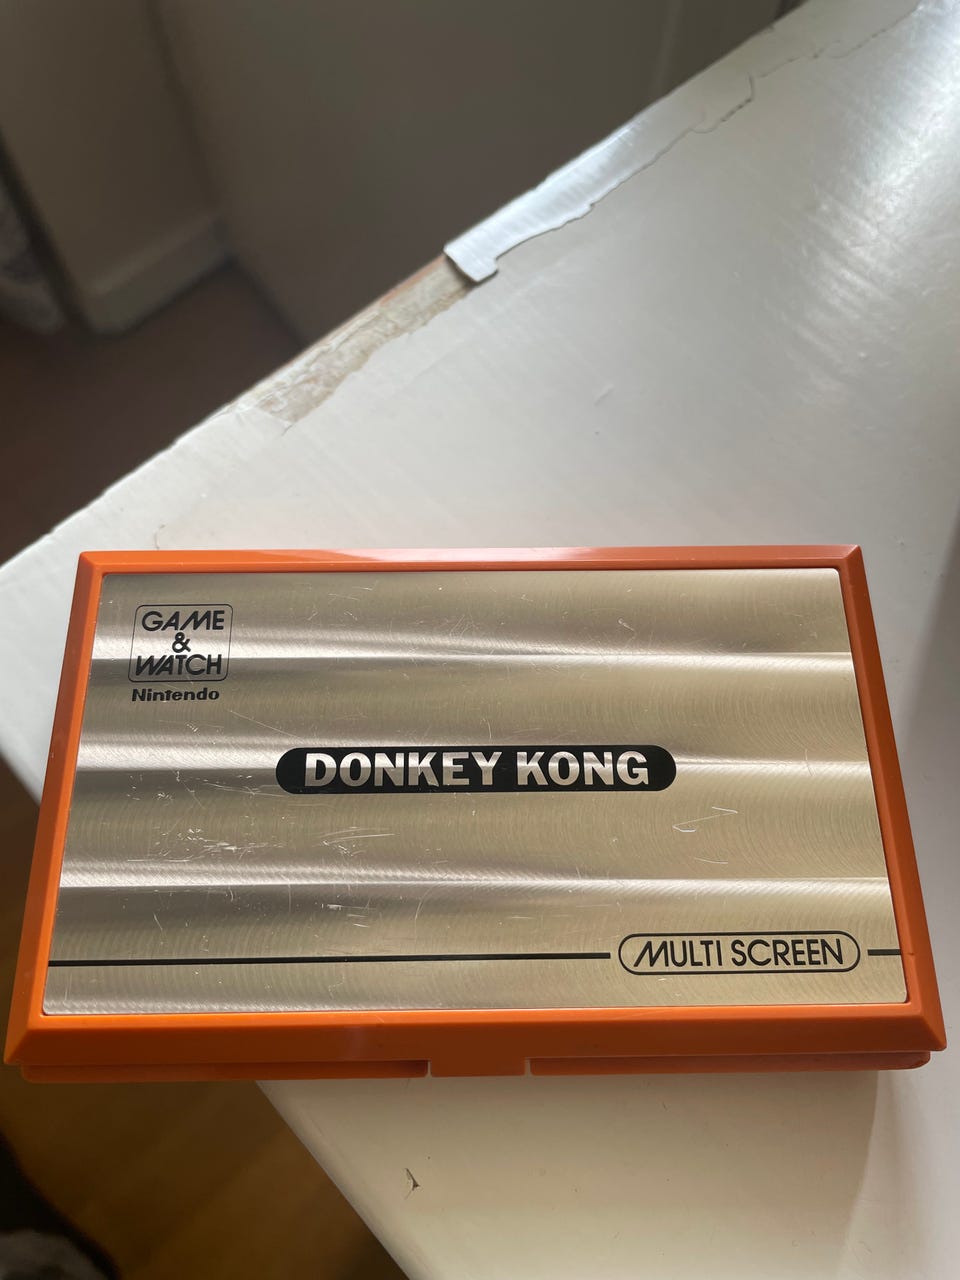 GAME
&
WATCH
Nintendo
DONKEY KONG
MULTI SCREEN